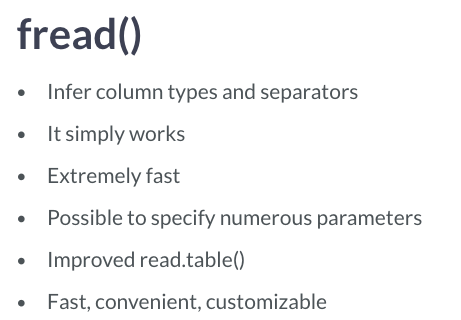 fread()
• Infer column types and separators
• It simply works
• Extremely fast
• Possible to specify numerous parameters
• Improved read.table()
• Fast, convenient, customizable